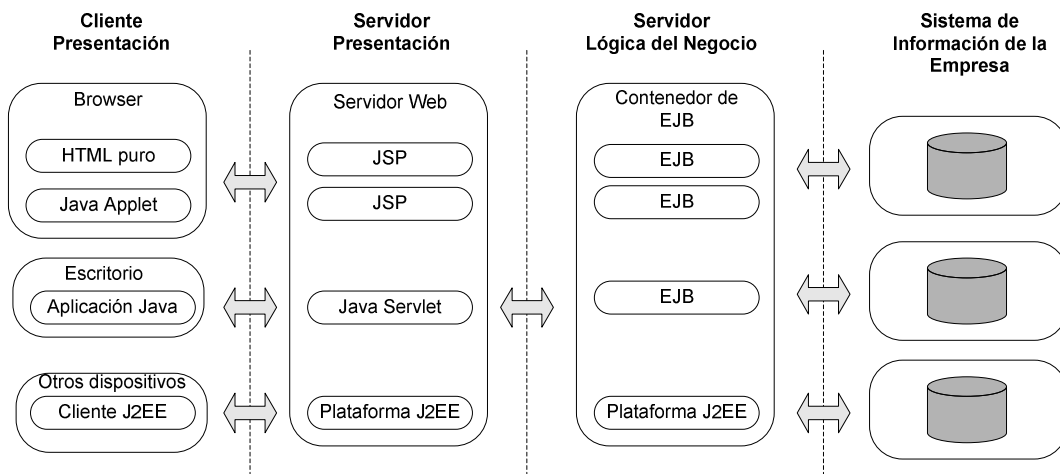 Cliente
Presentación
Servidor
Presentación
Servidor
Lógica del Negocio
Sistema de
Información de la
Empresa
Browser
HTML puro
Java Applet
Escritorio
Aplicación Java
Otros dispositivos
Cliente J2EE
Servidor Web
JSP
JSP
Java Servlet
Plataforma J2EE
Contenedor de
EJB
EJB
EJB
EJB
Plataforma J2EE